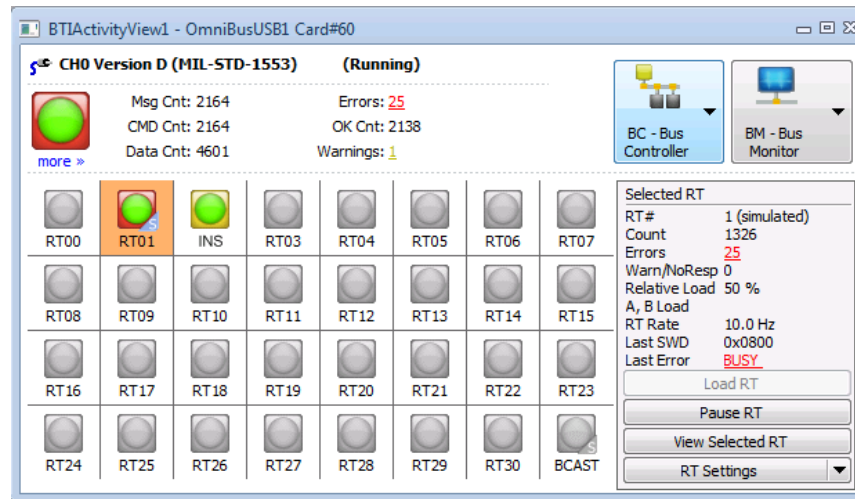 BTIActivityView1 - OmniBusUSB1 Card#60
CH0 Version D (MIL-STD-1553) (Running)
Msg Cnt: 2164 Errors: 25
CMD Cnt: 2164 OK Cnt: 2138
Data Cnt: 4601 Warnings: 1
more »
BC - Bus
Controller
BM - Bus
Monitor
RT00 RT01 INS RT03 RT04 RT05 RT06 RT07
S
RT08 RT09 RT10 RT11 RT12 RT13 RT14 RT15
RT16 RT17 RT18 RT19 RT20 RT21 RT22 RT23
RT24 RT25 RT26 RT27 RT28 RT29 RT30 BCAST
S
Selected RT
RT# 1 (simulated)
Count 1326
Errors 25
Warn/NoResp 0
Relative Load 50 %
A, B Load
RT Rate 10.0 Hz
Last SWD 0x0800
Last Error BUSY
Load RT
Pause RT
View Selected RT
RT Settings